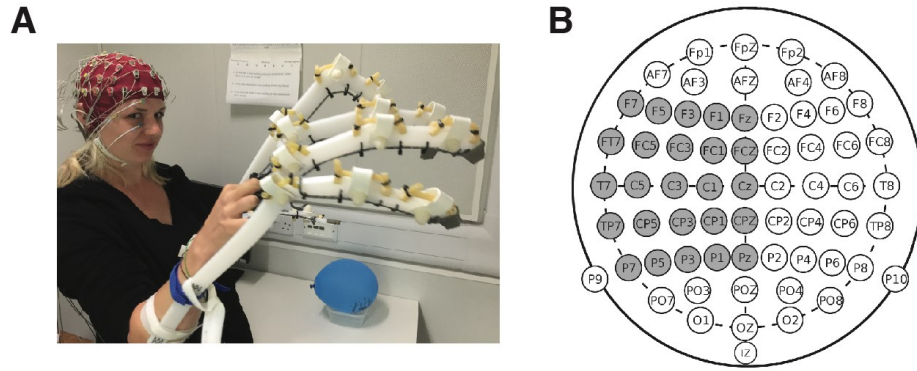 A
B
Fp1 FpZ Fp2
AF7 AF3 AFZ AF4 AF8
F7 F5 F3 F1 Fz F2 F4 F6 F8
FT7 FC5 FC3 FC1 FCZ FC2 FC4 FC6 FC8
T7 C5 C3 C1 Cz C2 C4 C6 T8
TP7 CP5 CP3 CP1 CPZ CP2 CP4 CP6 TP8
P9 P7 P5 P3 P1 Pz P2 P4 P6 P8 P10
PO7 PO3 POZ PO4 PO8
O1 OZ O2
IZ